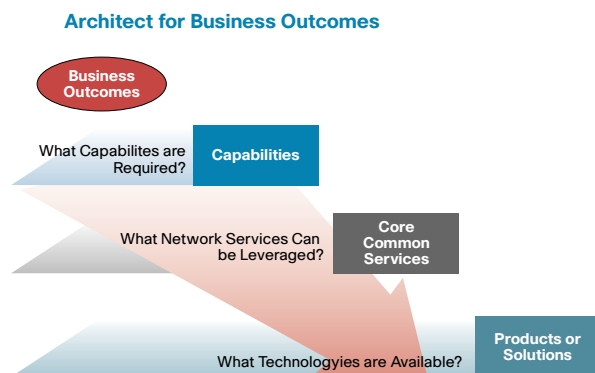 Architect for Business Outcomes
Business
Outcomes
What Capabilites are
Required?
Capabilities
What Network Services Can
be Leveraged?
Core
Common
Services
What Technologyies are Available?
Products or
Solutions